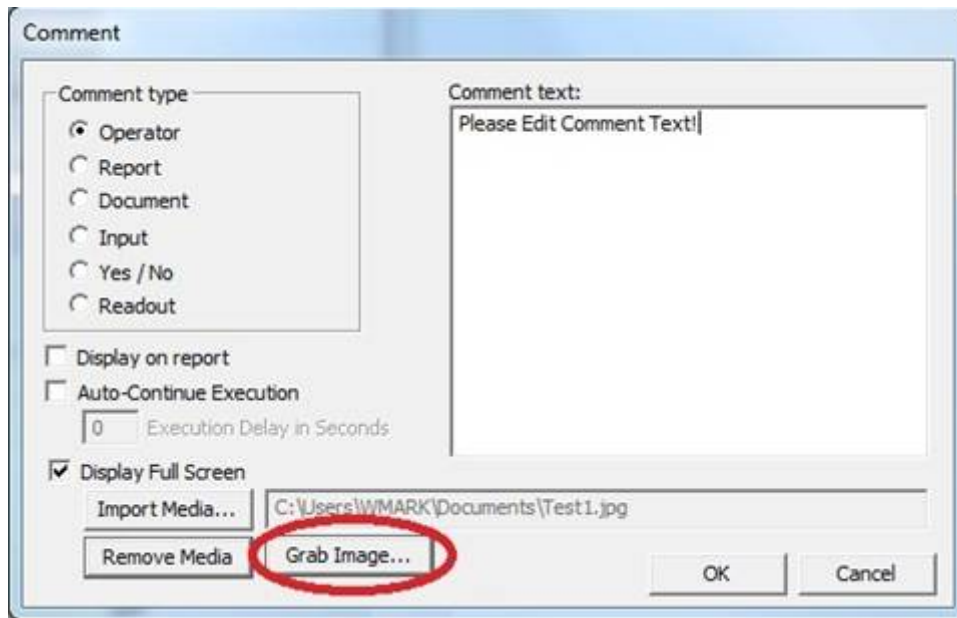 Comment
Comment type
Operator
Report
Document
Input
Yes / No
Readout
Comment text:
Please Edit Comment Text!
Display on report
Auto-Continue Execution
0 Execution Delay in Seconds
Display Full Screen
Import Media... C:\Users\WMARK\Documents\Test1.jpg
Remove Media Grab Image...
OK Cancel